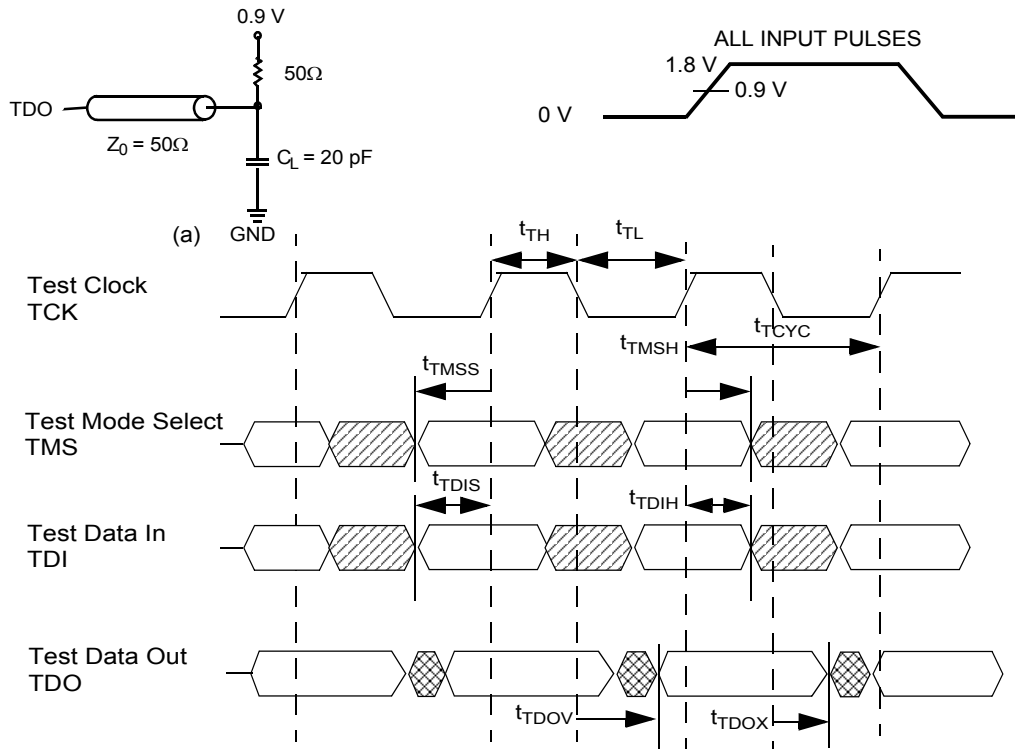 0.9 V
50Ω
TDO
Z0 = 50Ω
CL = 20 pF
(a)
GND
ALL INPUT PULSES
1.8 V
0.9 V
0 V
tTH
tTL
Test Clock
TCK
tTCYC
tTMSH
tTMSS
Test Mode Select
TMS
tTDIS
tTDIH
Test Data In
TDI
Test Data Out
TDO
tTDOV
tTDOX